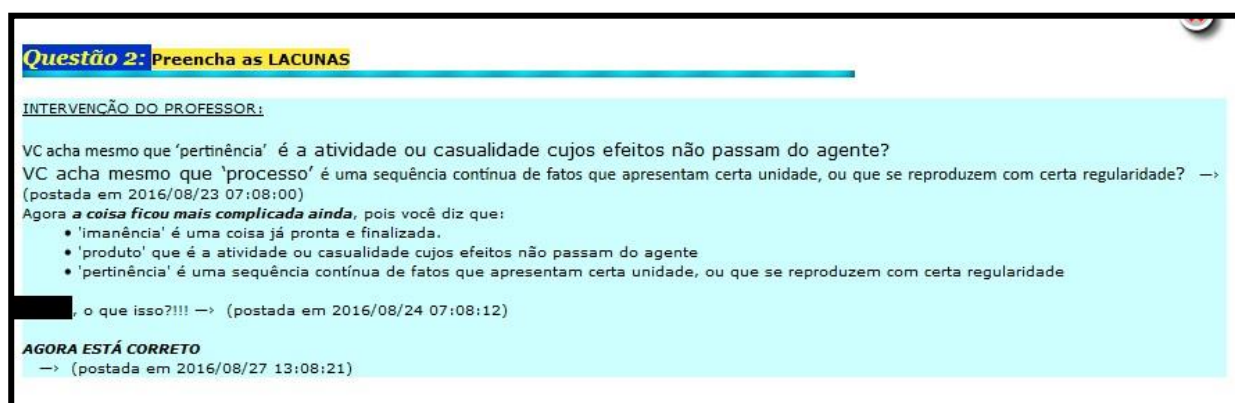 Questão 2: Preencha as LACUNAS
INTERVENÇÃO DO PROFESSOR:
VC acha mesmo que ‘pertinência’ é a atividade ou casualidade cujos efeitos não passam do agente?
VC acha mesmo que ‘processo’ é uma sequência contínua de fatos que apresentam certa unidade, ou que se reproduzem com certa regularidade? —›
(postada em 2016/08/23 07:08:00)
Agora a coisa ficou mais complicada ainda, pois você diz que:
• 'imanência' é uma coisa já pronta e finalizada.
• 'produto' que é a atividade ou casualidade cujos efeitos não passam do agente
• 'pertinência' é uma sequência contínua de fatos que apresentam certa unidade, ou que se reproduzem com certa regularidade
, o que isso?!!! —› (postada em 2016/08/24 07:08:12)
AGORA ESTÁ CORRETO
—› (postada em 2016/08/27 13:08:21)